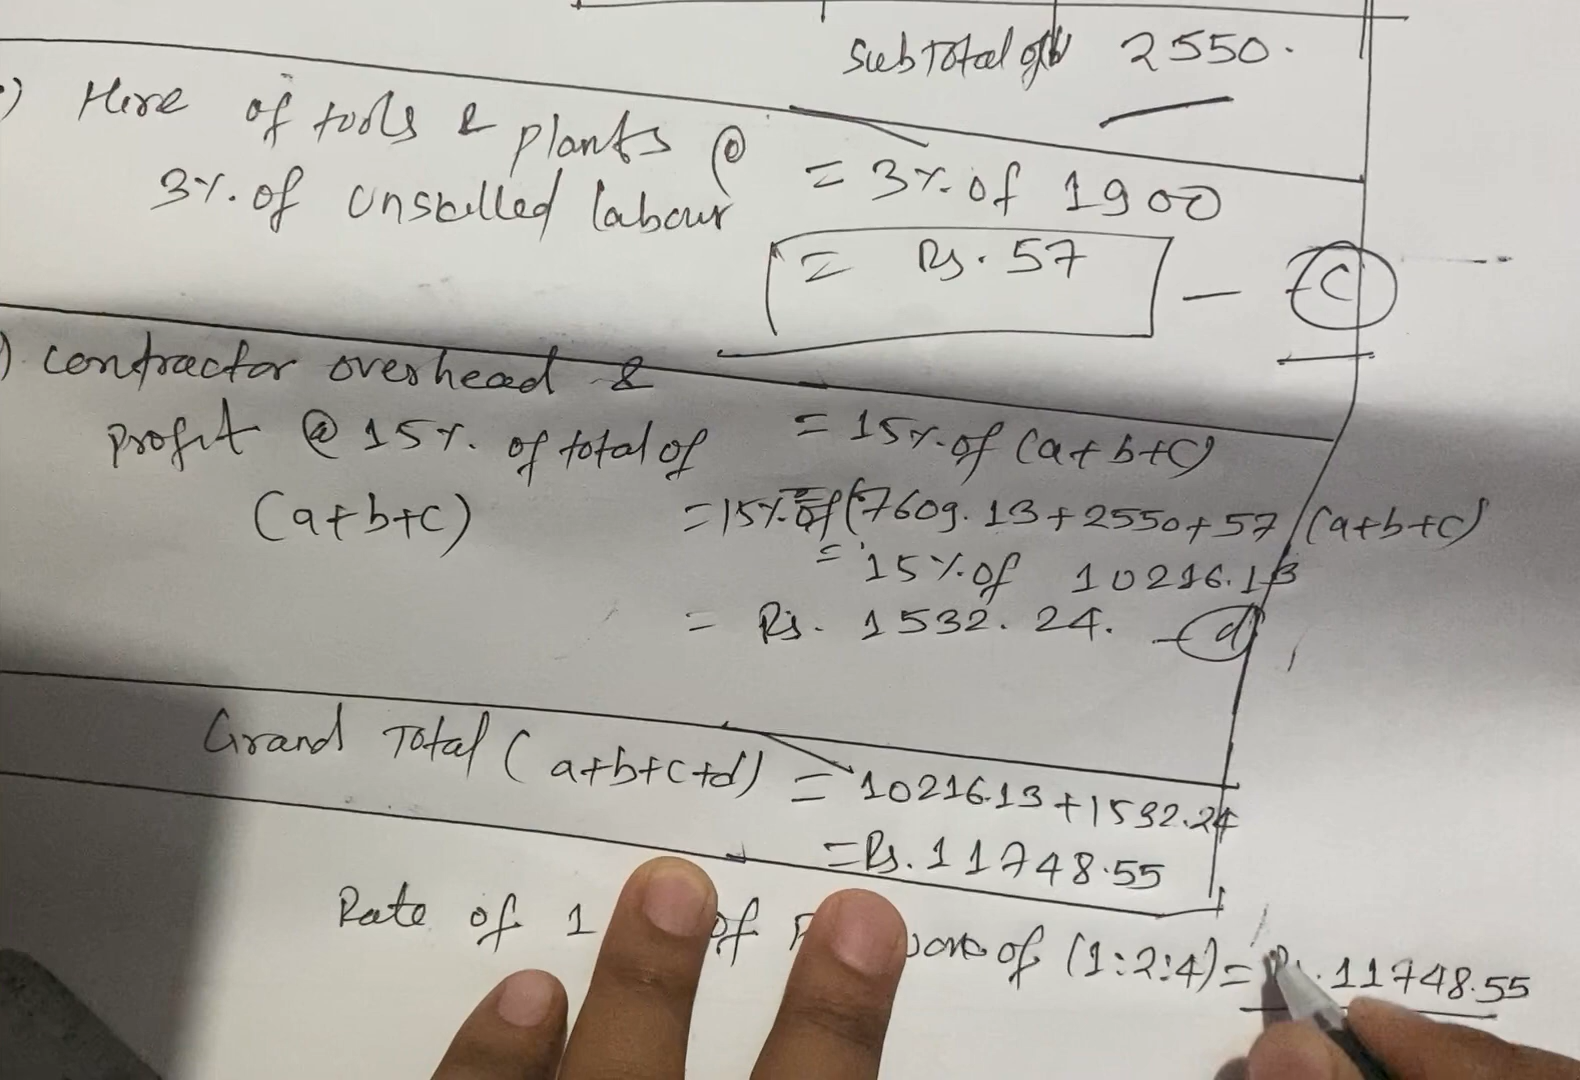 Sub total of b 2550.
) Hire of tools & plants @ = 3% of 1900
3% of unskilled labour
= Rs. 57 — C
) contractor overhead &
profit @ 15% of total of = 15% of (a+b+c)
(a+b+c) = 15% of (7609.13+2550+57 (a+b+c)
= 15% of 10216.13
= Rs. 1532.24. — d
Grand Total (a+b+c+d) = 10216.13+1532.24
= Rs. 11748.55
Rate of 1 of work of (1:2:4) = Rs. 11748.55